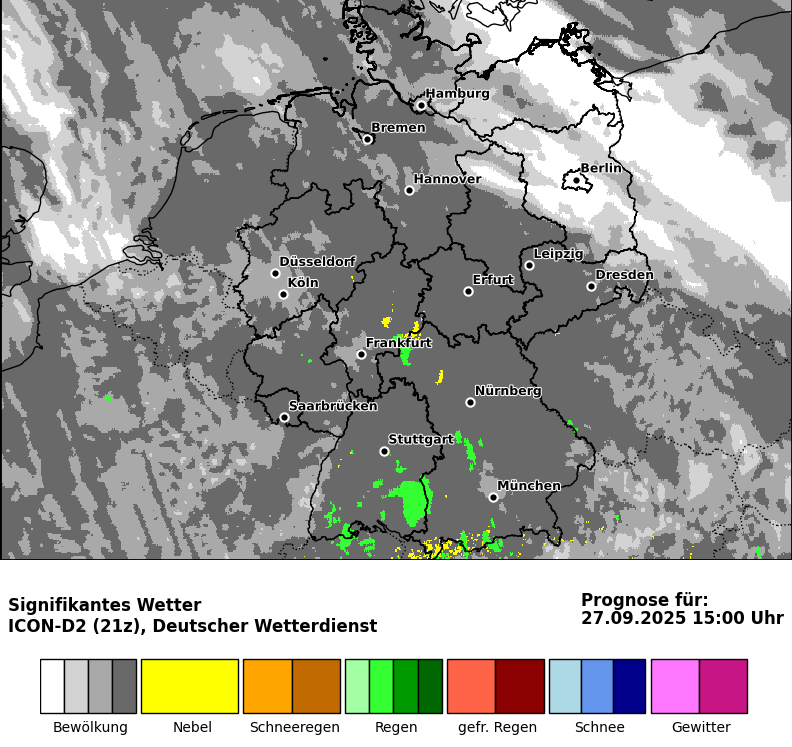 Hamburg
Bremen
Berlin
Hannover
Leipzig
Düsseldorf
Dresden
Köln
Erfurt
Frankfurt
Nürnberg
Saarbrücken
Stuttgart
München
Signifikantes Wetter
ICON-D2 (21z), Deutscher Wetterdienst
Prognose für:
27.09.2025 15:00 Uhr
Bewölkung Nebel Schneeregen Regen gefr. Regen Schnee Gewitter